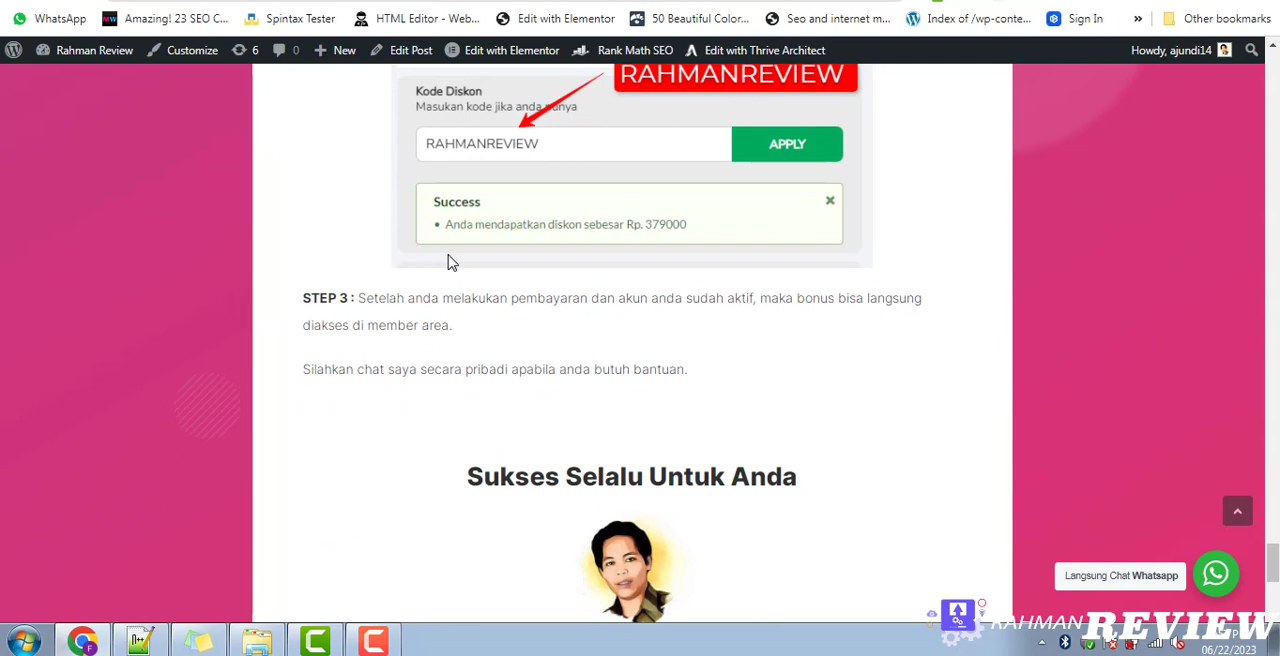 WhatsApp
Amazing! 23 SEO C...
Spintax Tester
HTML Editor - Web...
Edit with Elementor
50 Beautiful Color...
Seo and internet m...
Index of /wp-conte...
Sign In
»
Other bookmarks
Rahman Review
Customize
6
0
New
Edit Post
Edit with Elementor
Rank Math SEO
Edit with Thrive Architect
Howdy, ajundi14
RAHMANREVIEW
Kode Diskon
Masukan kode jika anda punya
RAHMANREVIEW
APPLY
Success
• Anda mendapatkan diskon sebesar Rp. 379000
STEP 3 : Setelah anda melakukan pembayaran dan akun anda sudah aktif, maka bonus bisa langsung
diakses di member area.
Silahkan chat saya secara pribadi apabila anda butuh bantuan.
Sukses Selalu Untuk Anda
Langsung Chat Whatsapp
RAHMAN REVIEW
06/22/2023